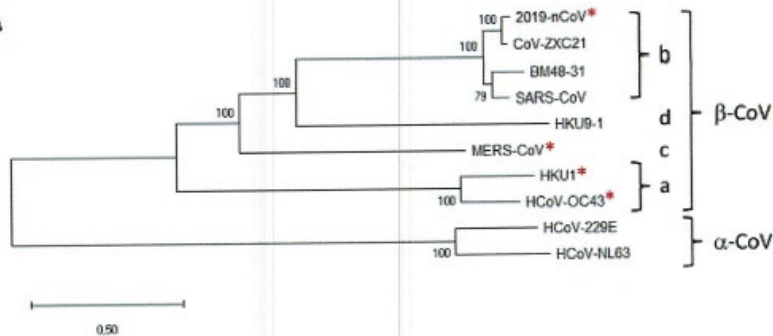 100
2019-nCoV*
100
CoV-ZXC21
b
BM48-31
100
79
SARS-CoV
β-CoV
100
HKU9-1
d
MERS-CoV*
c
HKU1*
a
100
HCoV-OC43*
HCoV-229E
α-CoV
100
HCoV-NL63
0.50